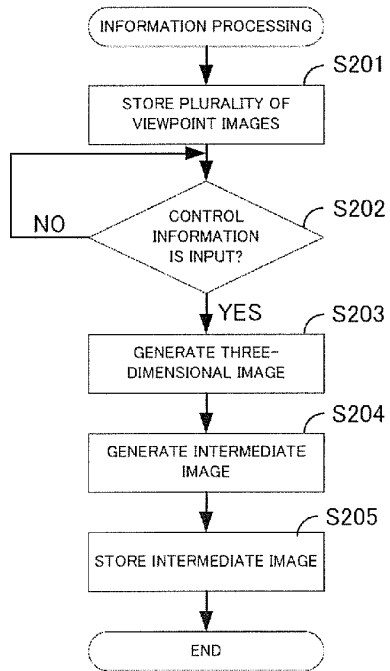 INFORMATION PROCESSING
S201
STORE PLURALITY OF
VIEWPOINT IMAGES
S202
CONTROL
INFORMATION
IS INPUT?
NO
YES
S203
GENERATE THREE-
DIMENSIONAL IMAGE
S204
GENERATE INTERMEDIATE
IMAGE
S205
STORE INTERMEDIATE IMAGE
END